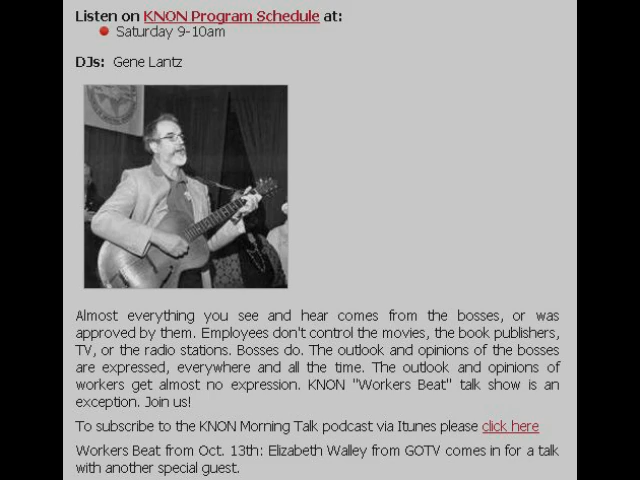 Listen on KNON Program Schedule at:
Saturday 9-10am
DJs: Gene Lantz
Almost everything you see and hear comes from the bosses, or was
approved by them. Employees don't control the movies, the book publishers,
TV, or the radio stations. Bosses do. The outlook and opinions of the bosses
are expressed, everywhere and all the time. The outlook and opinions of
workers get almost no expression. KNON "Workers Beat" talk show is an
exception. Join us!
To subscribe to the KNON Morning Talk podcast via Itunes please click here
Workers Beat from Oct. 13th: Elizabeth Walley from GOTV comes in for a talk
with another special guest.